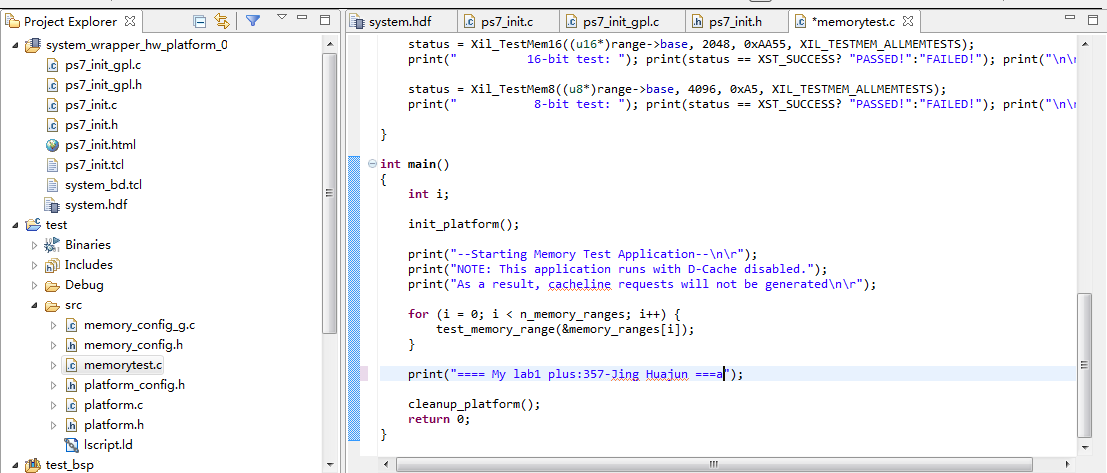 Project Explorer
system_wrapper_hw_platform_0
ps7_init_gpl.c
ps7_init_gpl.h
ps7_init.c
ps7_init.h
ps7_init.html
ps7_init.tcl
system_bd.tcl
system.hdf
test
Binaries
Includes
Debug
src
memory_config_g.c
memory_config.h
memorytest.c
platform_config.h
platform.c
platform.h
lscript.ld
test_bsp
system.hdf
ps7_init.c
ps7_init_gpl.c
ps7_init.h
*memorytest.c
status = Xil_TestMem16((u16*)range->base, 2048, 0xAA55, XIL_TESTMEM_ALLMEMTESTS);
print("          16-bit test: "); print(status == XST_SUCCESS? "PASSED!":"FAILED!"); print("\n\r
status = Xil_TestMem8((u8*)range->base, 4096, 0xA5, XIL_TESTMEM_ALLMEMTESTS);
print("           8-bit test: "); print(status == XST_SUCCESS? "PASSED!":"FAILED!"); print("\n\r
}
int main()
{
int i;
init_platform();
print("--Starting Memory Test Application--\n\r");
print("NOTE: This application runs with D-Cache disabled.");
print("As a result, cacheline requests will not be generated\n\r");
for (i = 0; i < n_memory_ranges; i++) {
test_memory_range(&memory_ranges[i]);
}
print("==== My lab1 plus:357-Jing Huajun ===a");
cleanup_platform();
return 0;
}